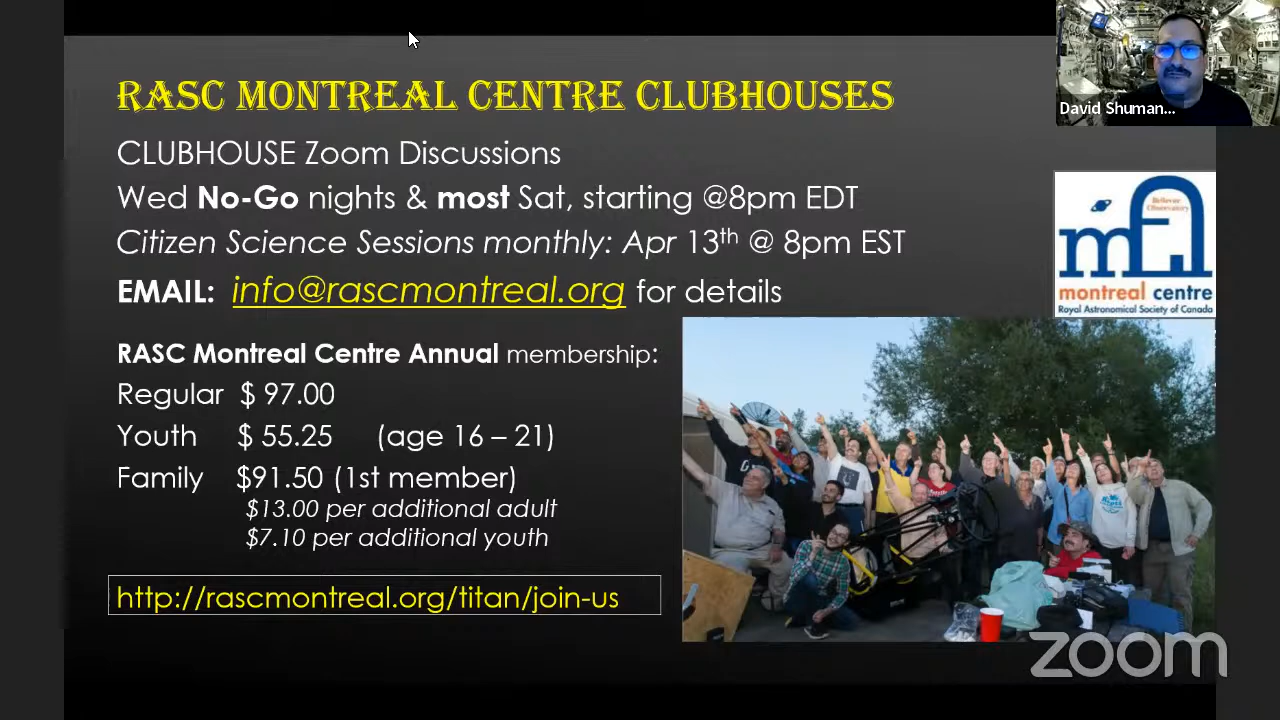 RASC MONTREAL CENTRE CLUBHOUSES
CLUBHOUSE Zoom Discussions
Wed No-Go nights & most Sat, starting @8pm EDT
Citizen Science Sessions monthly: Apr 13th @ 8pm EST
EMAIL: info@rascmontreal.org for details
RASC Montreal Centre Annual membership:
Regular $ 97.00
Youth $ 55.25 (age 16 – 21)
Family $91.50 (1st member)
$13.00 per additional adult
$7.10 per additional youth
http://rascmontreal.org/titan/join-us
David Shuman...
Bellevue
Observatory
montreal centre
Royal Astronomical Society of Canada
zoom